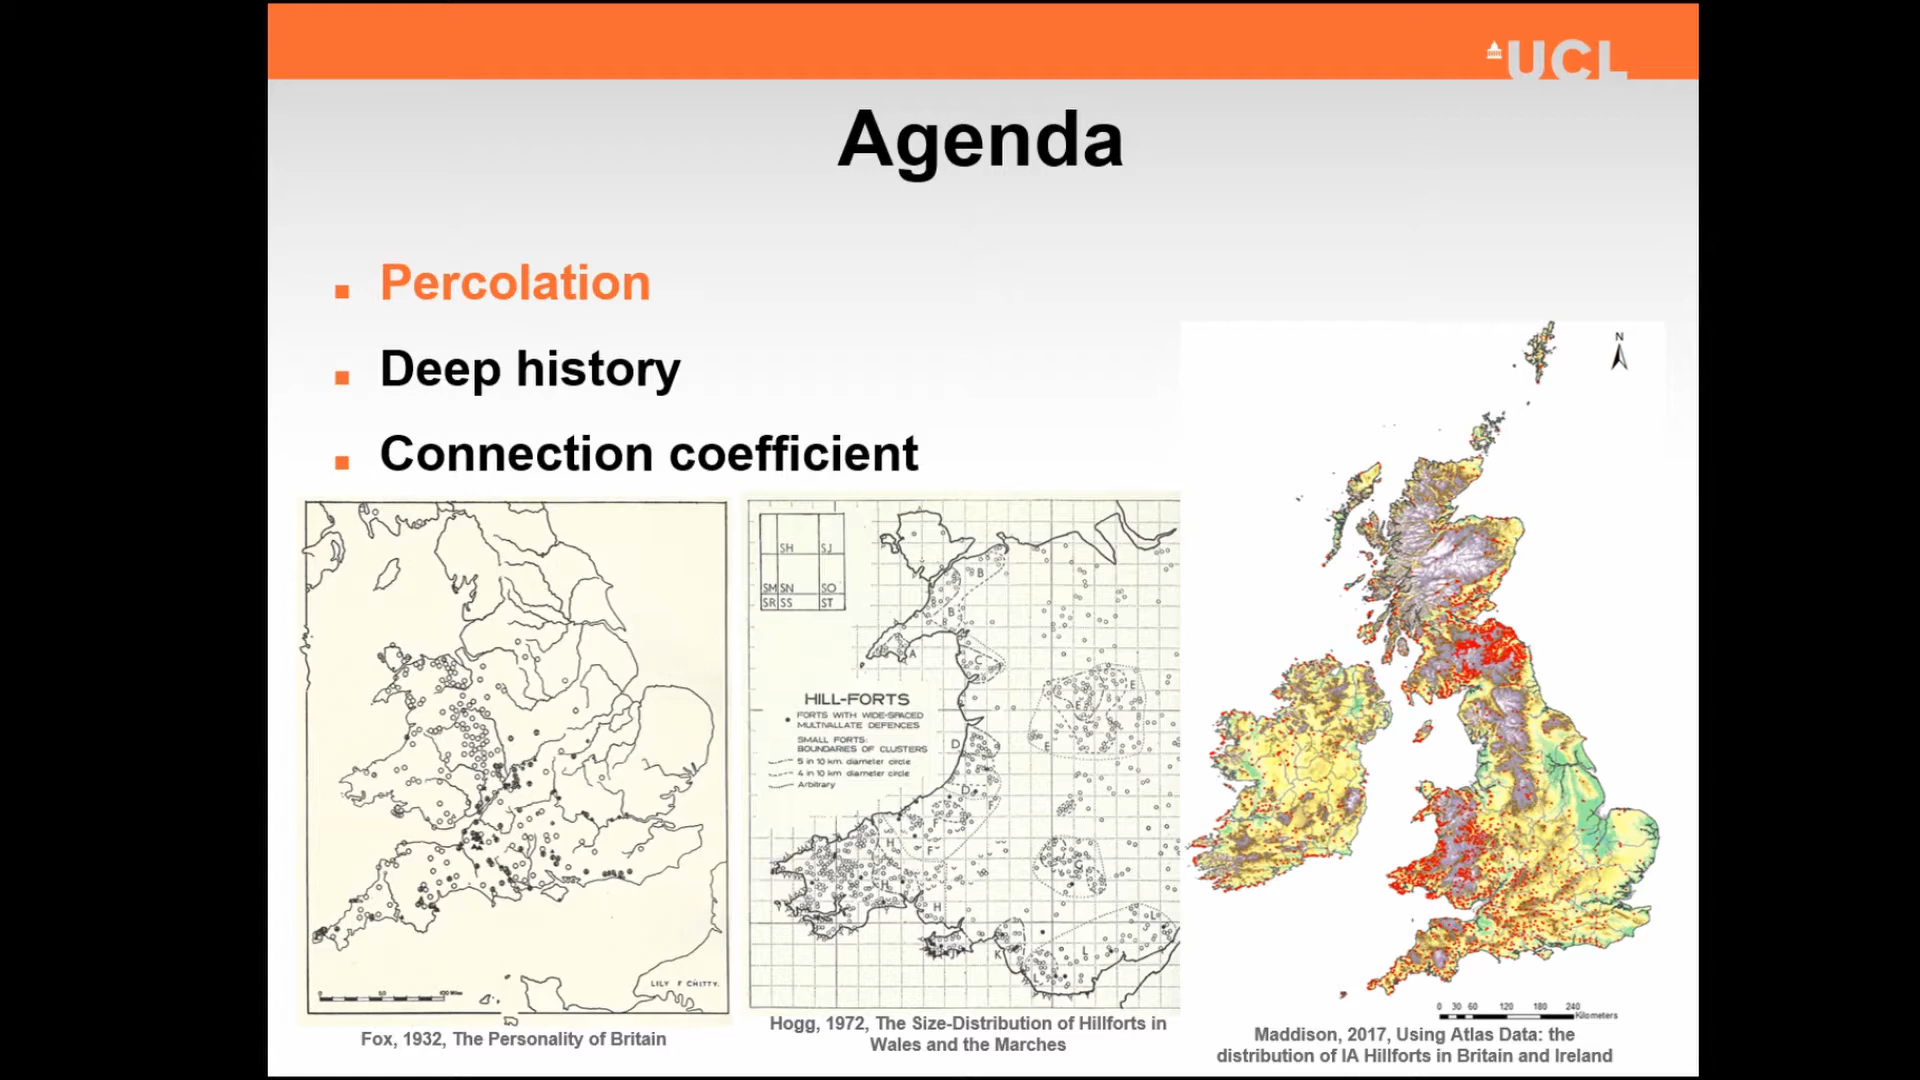 UCL
Agenda
Percolation
Deep history
Connection coefficient
N
SH SJ
SM SN SO
SR SS ST
B
B
A
C
HILL-FORTS
FORTS WITH WIDE-SPACED
MULTIVALLATE DEFENCES
SMALL FORTS:
BOUNDARIES OF CLUSTERS
5 in 10 km. diameter circle
4 in 10 km diameter circle
Arbitrary
E
E
E
D
D
F
F
F
H
H
H
G
K
L
L
L
LILY F CHITTY.
0 30 60 120 180 240
Kilometers
Fox, 1932, The Personality of Britain
Hogg, 1972, The Size-Distribution of Hillforts in
Wales and the Marches
Maddison, 2017, Using Atlas Data: the
distribution of IA Hillforts in Britain and Ireland